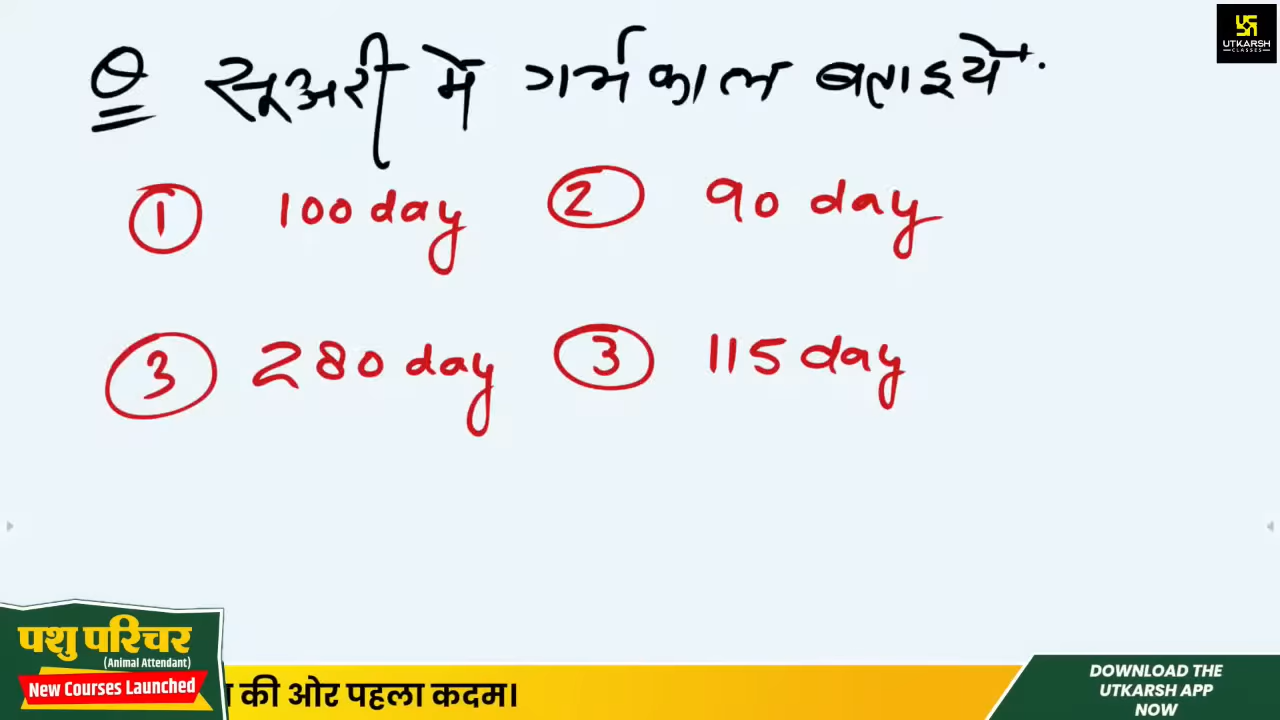 Q सूअरी में गर्भकाल बताइये.
① 100 day ② 90 day
③ 280 day ③ 115 day
UTKARSH
CLASSES
पशु परिचर
(Animal Attendant)
New Courses Launched
की ओर पहला कदम।
DOWNLOAD THE
UTKARSH APP
NOW